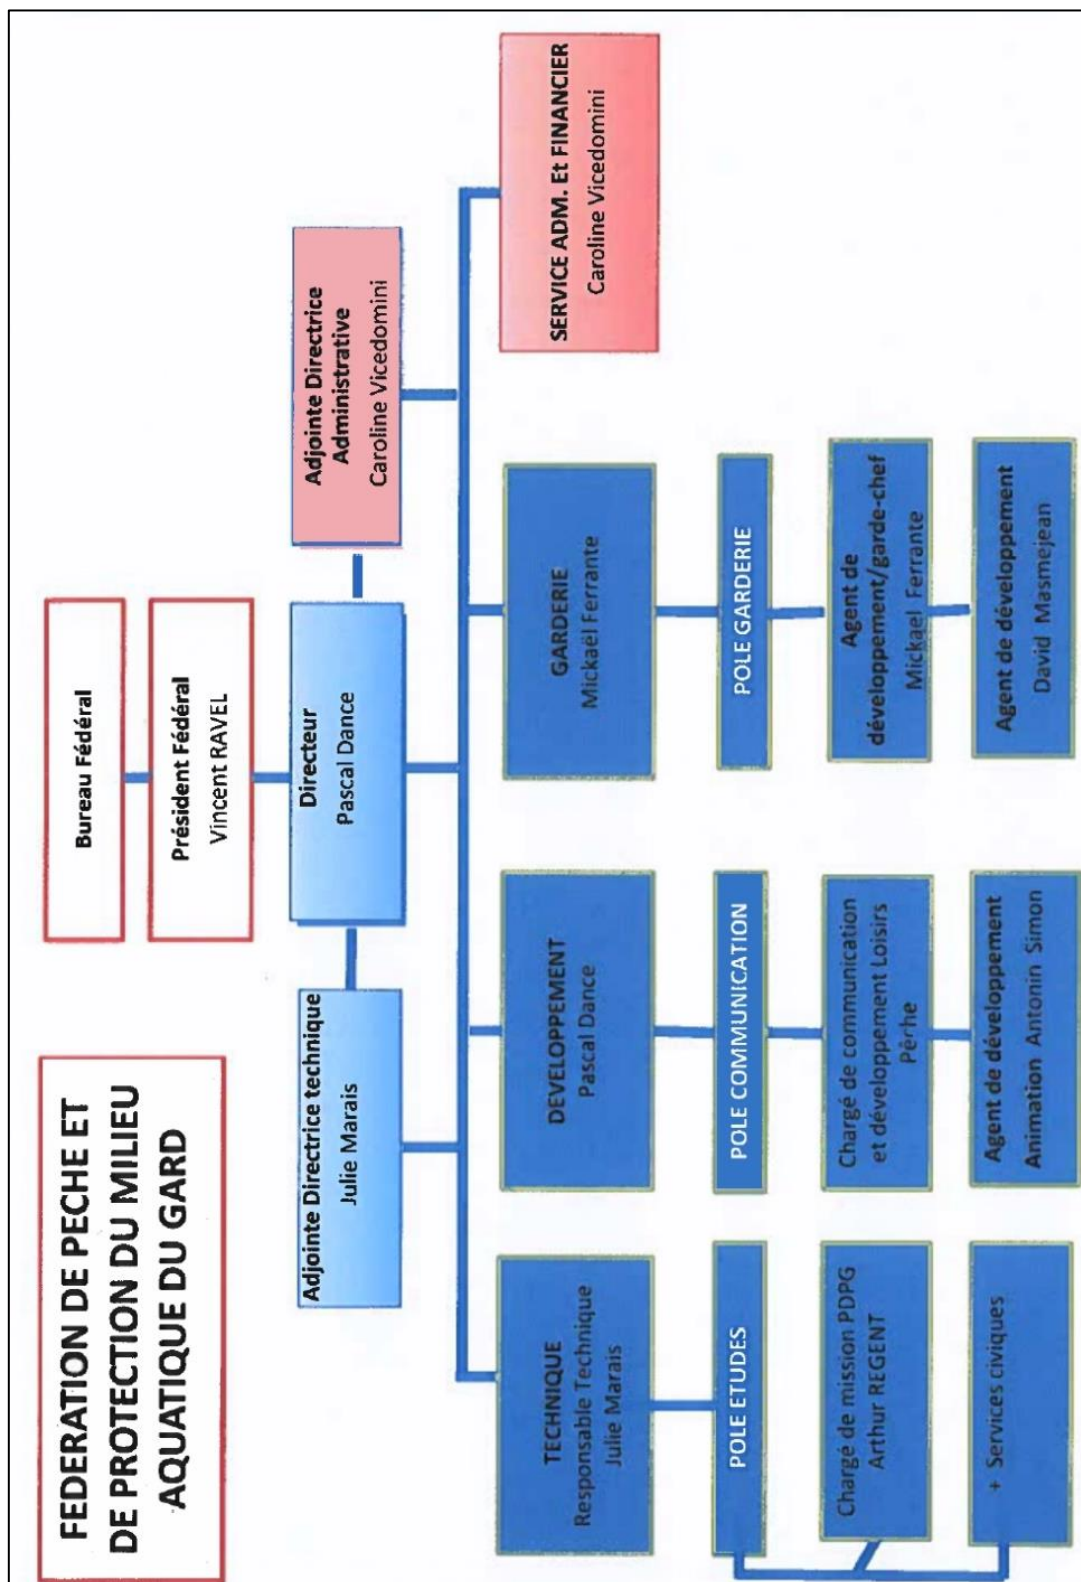 FEDERATION DE PECHE ET
DE PROTECTION DU MILIEU
AQUATIQUE DU GARD
Bureau Fédéral
Président Fédéral
Vincent RAVEL
Adjointe Directrice technique
Julie Marais
Directeur
Pascal Dance
Adjointe Directrice
Administrative
Caroline Vicedomini
TECHNIQUE
Responsable Technique
Julie Marais
DEVELOPPEMENT
Pascal Dance
GARDERIE
Mickaël Ferrante
SERVICE ADM. Et FINANCIER
Caroline Vicedomini
POLE ETUDES
POLE COMMUNICATION
POLE GARDERIE
Chargé de mission PDPG
Arthur REGENT
Chargé de communication
et développement Loisirs
Pêrhe
Agent de
développement/garde-chef
Mickael Ferrante
+ Services civiques
Agent de développement
Animation Antonin Simon
Agent de développement
David Masmejean